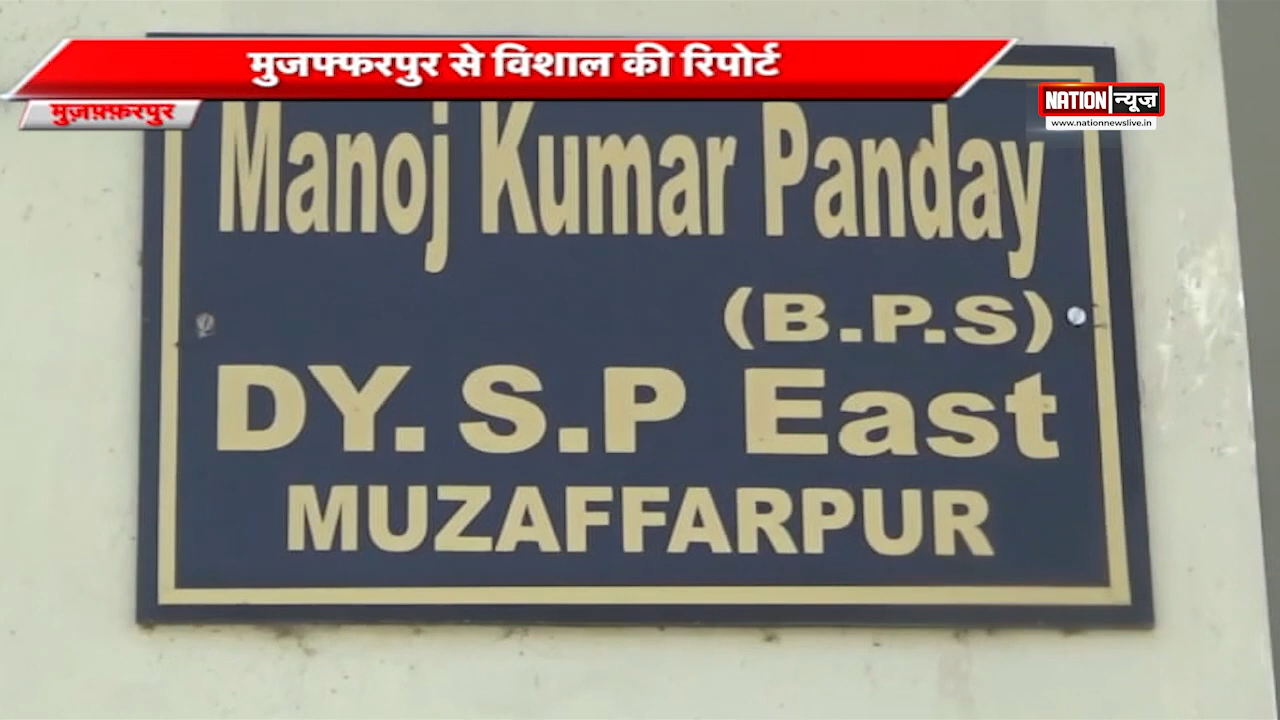 मुजफ्फरपुर से विशाल की रिपोर्ट
मुज़फ़्फ़रपुर
NATION न्यूज़
www.nationnewslive.in
Manoj Kumar Panday
(B.P.S)
DY. S.P East
MUZAFFARPUR